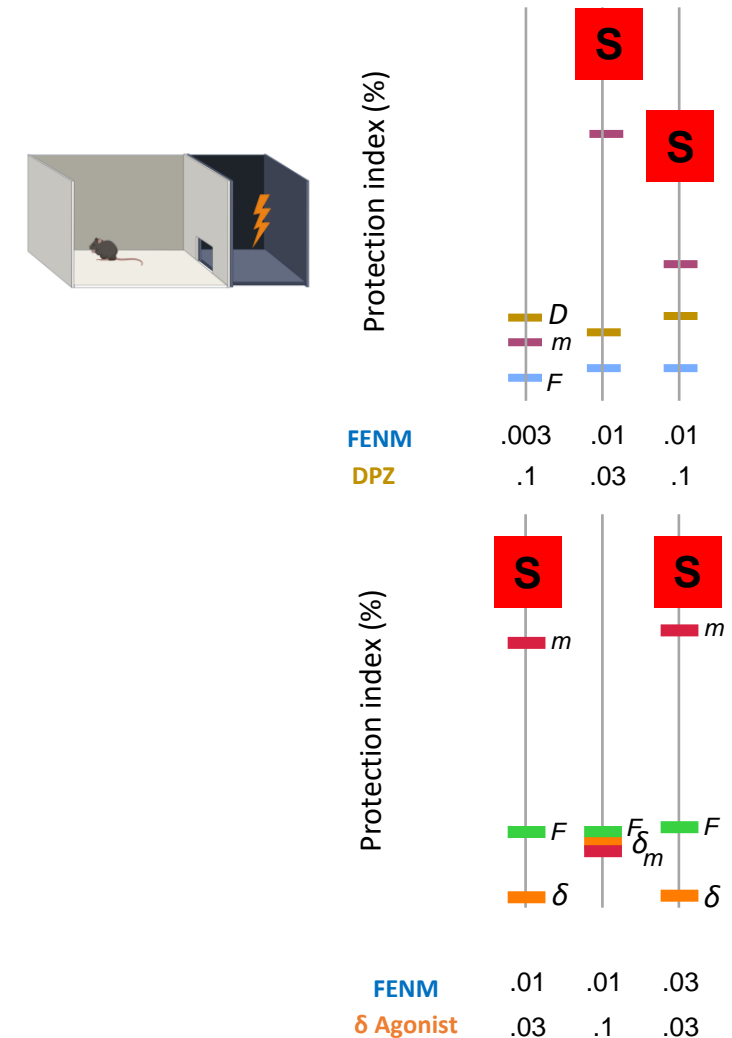 Protection index (%)
S
S
D
m
F
FENM .003 .01 .01
DPZ .1 .03 .1
Protection index (%)
S S
m m
F F F
δ
m
δ δ
FENM .01 .01 .03
δ Agonist .03 .1 .03